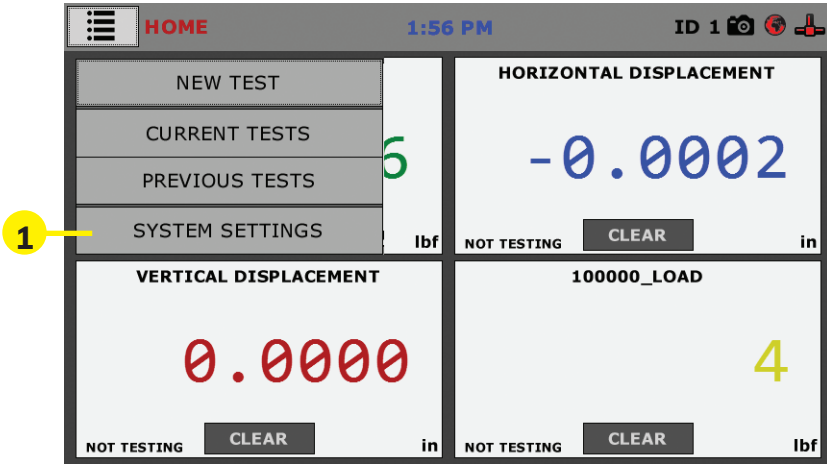 HOME 1:56 PM ID 1
NEW TEST
CURRENT TESTS
PREVIOUS TESTS
SYSTEM SETTINGS
1
6
lbf
HORIZONTAL DISPLACEMENT
-0.0002
NOT TESTING CLEAR in
VERTICAL DISPLACEMENT
0.0000
NOT TESTING CLEAR in
100000_LOAD
4
NOT TESTING CLEAR lbf